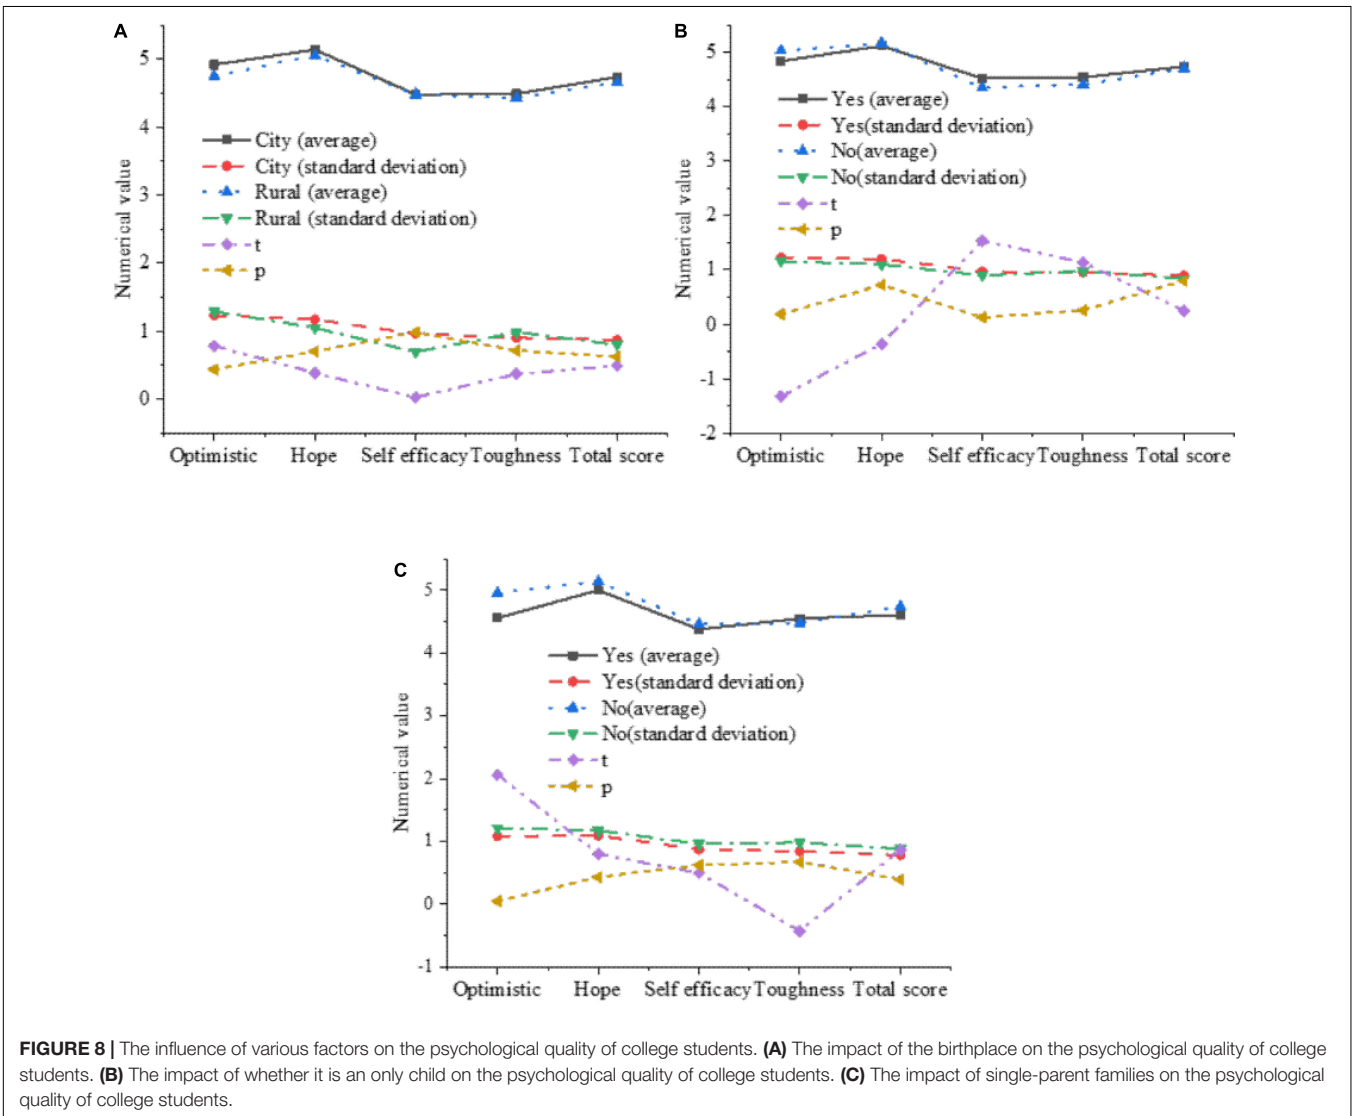 A
Numerical value
5
4
3
2
1
0
City (average)
City (standard deviation)
Rural (average)
Rural (standard deviation)
t
p
Optimistic Hope Self efficacy Toughness Total score
B
Numerical value
5
4
3
2
1
0
-1
-2
Yes (average)
Yes(standard deviation)
No(average)
No(standard deviation)
t
p
Optimistic Hope Self efficacy Toughness Total score
C
Numerical value
5
4
3
2
1
0
-1
Yes (average)
Yes(standard deviation)
No(average)
No(standard deviation)
t
p
Optimistic Hope Self efficacy Toughness Total score
FIGURE 8 | The influence of various factors on the psychological quality of college students. (A) The impact of the birthplace on the psychological quality of college
students. (B) The impact of whether it is an only child on the psychological quality of college students. (C) The impact of single-parent families on the psychological
quality of college students.